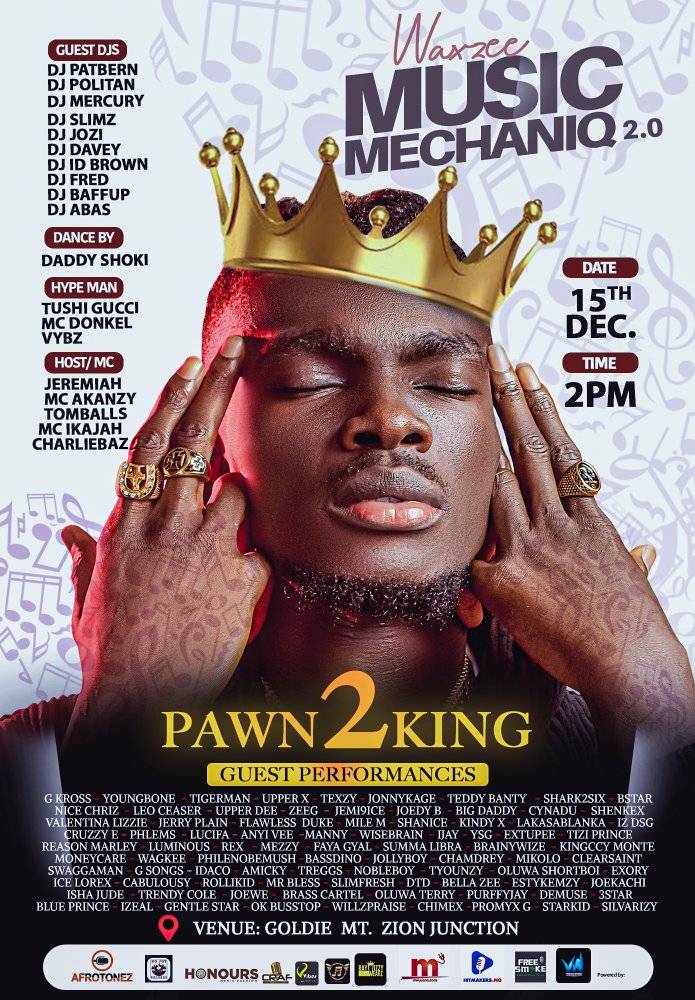 GUEST DJS
DJ PATBERN
DJ POLITAN
DJ MERCURY
DJ SLIMZ
DJ JOZI
DJ DAVEY
DJ ID BROWN
DJ FRED
DJ BAFFUP
DJ ABAS
DANCE BY
DADDY SHOKI
HYPE MAN
TUSHI GUCCI
MC DONKEL
VYBZ
HOST/ MC
JEREMIAH
MC AKANZY
TOMBALLS
MC IKAJAH
CHARLIEBAZ
Waxzee
MUSIC
MECHANIQ 2.0
DATE
15TH
DEC.
TIME
2PM
PAWN 2 KING
GUEST PERFORMANCES
G KROSS - YOUNGBONE - TIGERMAN - UPPER X - TEXZY - JONNYKAGE - TEDDY BANTY - SHARK2SIX - BSTAR
NICE CHRIZ - LEO CEASER - UPPER DEE - ZEEG - JEMI9ICE - JOEDY B - BIG DADDY - CYNADU - SHENKEX
VALENTINA LIZZIE - JERRY PLAIN - FLAWLESS DUKE - MILE M - SHANICE - KINDY X - LAKASABLANKA - IZ DSG
CRUZZY E - PHLEMS - LUCIFA - ANYI VEE -MANNY - WISEBRAIN - IJAY - YSG - EXTUPEE - TIZI PRINCE
REASON MARLEY - LUMINOUS - REX - MEZZY - FAYA GYAL - SUMMA LIBRA - BRAINYWIZE - KINGCCY MONTE
MONEYCARE - WAGKEE - PHILENOBEMUSH - BASSDINO - JOLLYBOY - CHAMDREY - MIKOLO - CLEARSAINT
SWAGGAMAN - G SONGS - IDACO - AMICKY - TREGGS - NOBLEBOY - TYOUNZY - OLUWA SHORTBOI - EXORY
ICE LOREX - CABULOUSY - ROLLIKID - MR BLESS - SLIMFRESH - DTD - BELLA ZEE - ESTYKEMZY - JOEKACHI
ISHA JUDE - TRENDY COLE - JOEWE - BRASS CARTEL - OLUWA TERRY - PURFFYJAY - DEMUSE - 3STAR
BLUE PRINCE - IZEAL - GENTLE STAR - OK BUSSTOP - WILLZPRAISE - CHIMEX - PROMYX G - STARKID - SILVARIZY
VENUE: GOLDIE MT. ZION JUNCTION
AFROTONEZ
HONOURS
CRAF
Vibes
HITMAKERS.NG
FREE SMOKE
Powered by: